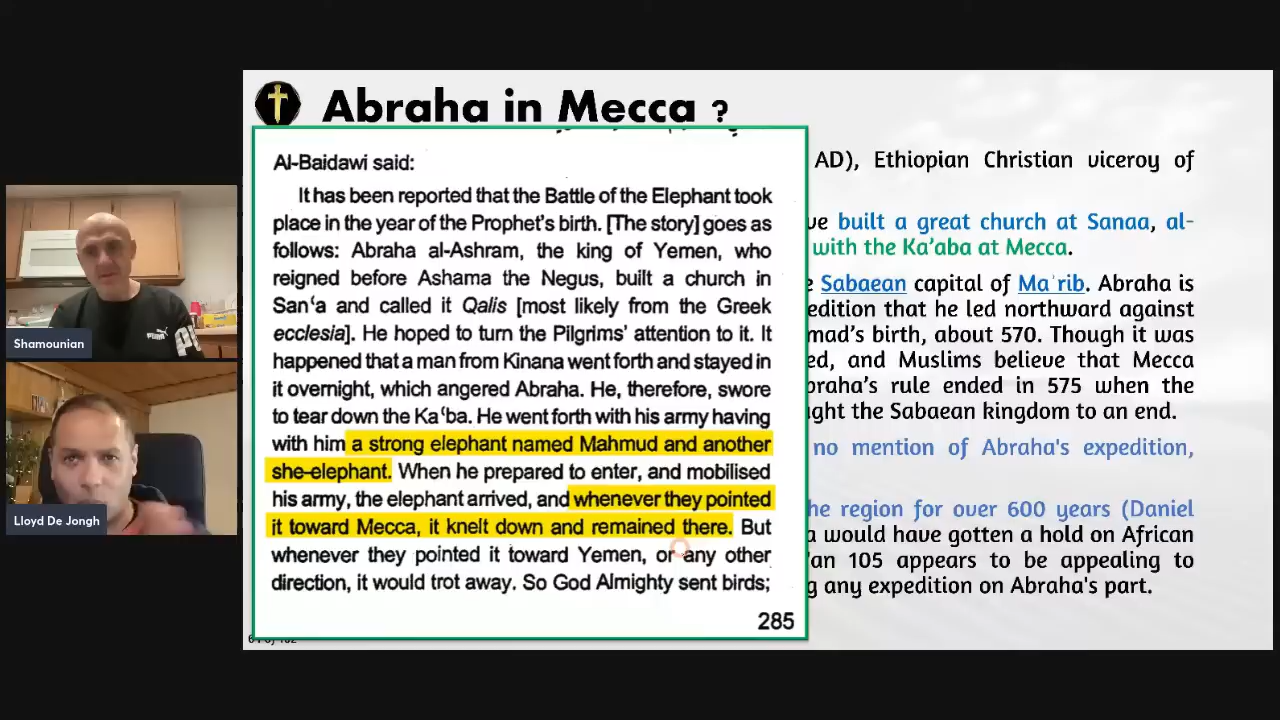 Abraha in Mecca ?
Al-Baidawi said:
It has been reported that the Battle of the Elephant took
place in the year of the Prophet's birth. [The story] goes as
follows: Abraha al-Ashram, the king of Yemen, who
reigned before Ashama the Negus, built a church in
San‘a and called it Qalis [most likely from the Greek
ecclesia]. He hoped to turn the Pilgrims' attention to it. It
happened that a man from Kinana went forth and stayed in
it overnight, which angered Abraha. He, therefore, swore
to tear down the Ka‘ba. He went forth with his army having
with him a strong elephant named Mahmud and another
she-elephant. When he prepared to enter, and mobilised
his army, the elephant arrived, and whenever they pointed
it toward Mecca, it knelt down and remained there. But
whenever they pointed it toward Yemen, or any other
direction, it would trot away. So God Almighty sent birds;
285
AD), Ethiopian Christian viceroy of
built a great church at Sanaa, al-
with the Ka'aba at Mecca.
Sabaean capital of Ma'rib. Abraha is
edition that he led northward against
mad's birth, about 570. Though it was
ed, and Muslims believe that Mecca
braha's rule ended in 575 when the
ght the Sabaean kingdom to an end.
no mention of Abraha's expedition,
he region for over 600 years (Daniel
a would have gotten a hold on African
'an 105 appears to be appealing to
g any expedition on Abraha's part.
Shamounian
Lloyd De Jongh
PUMA